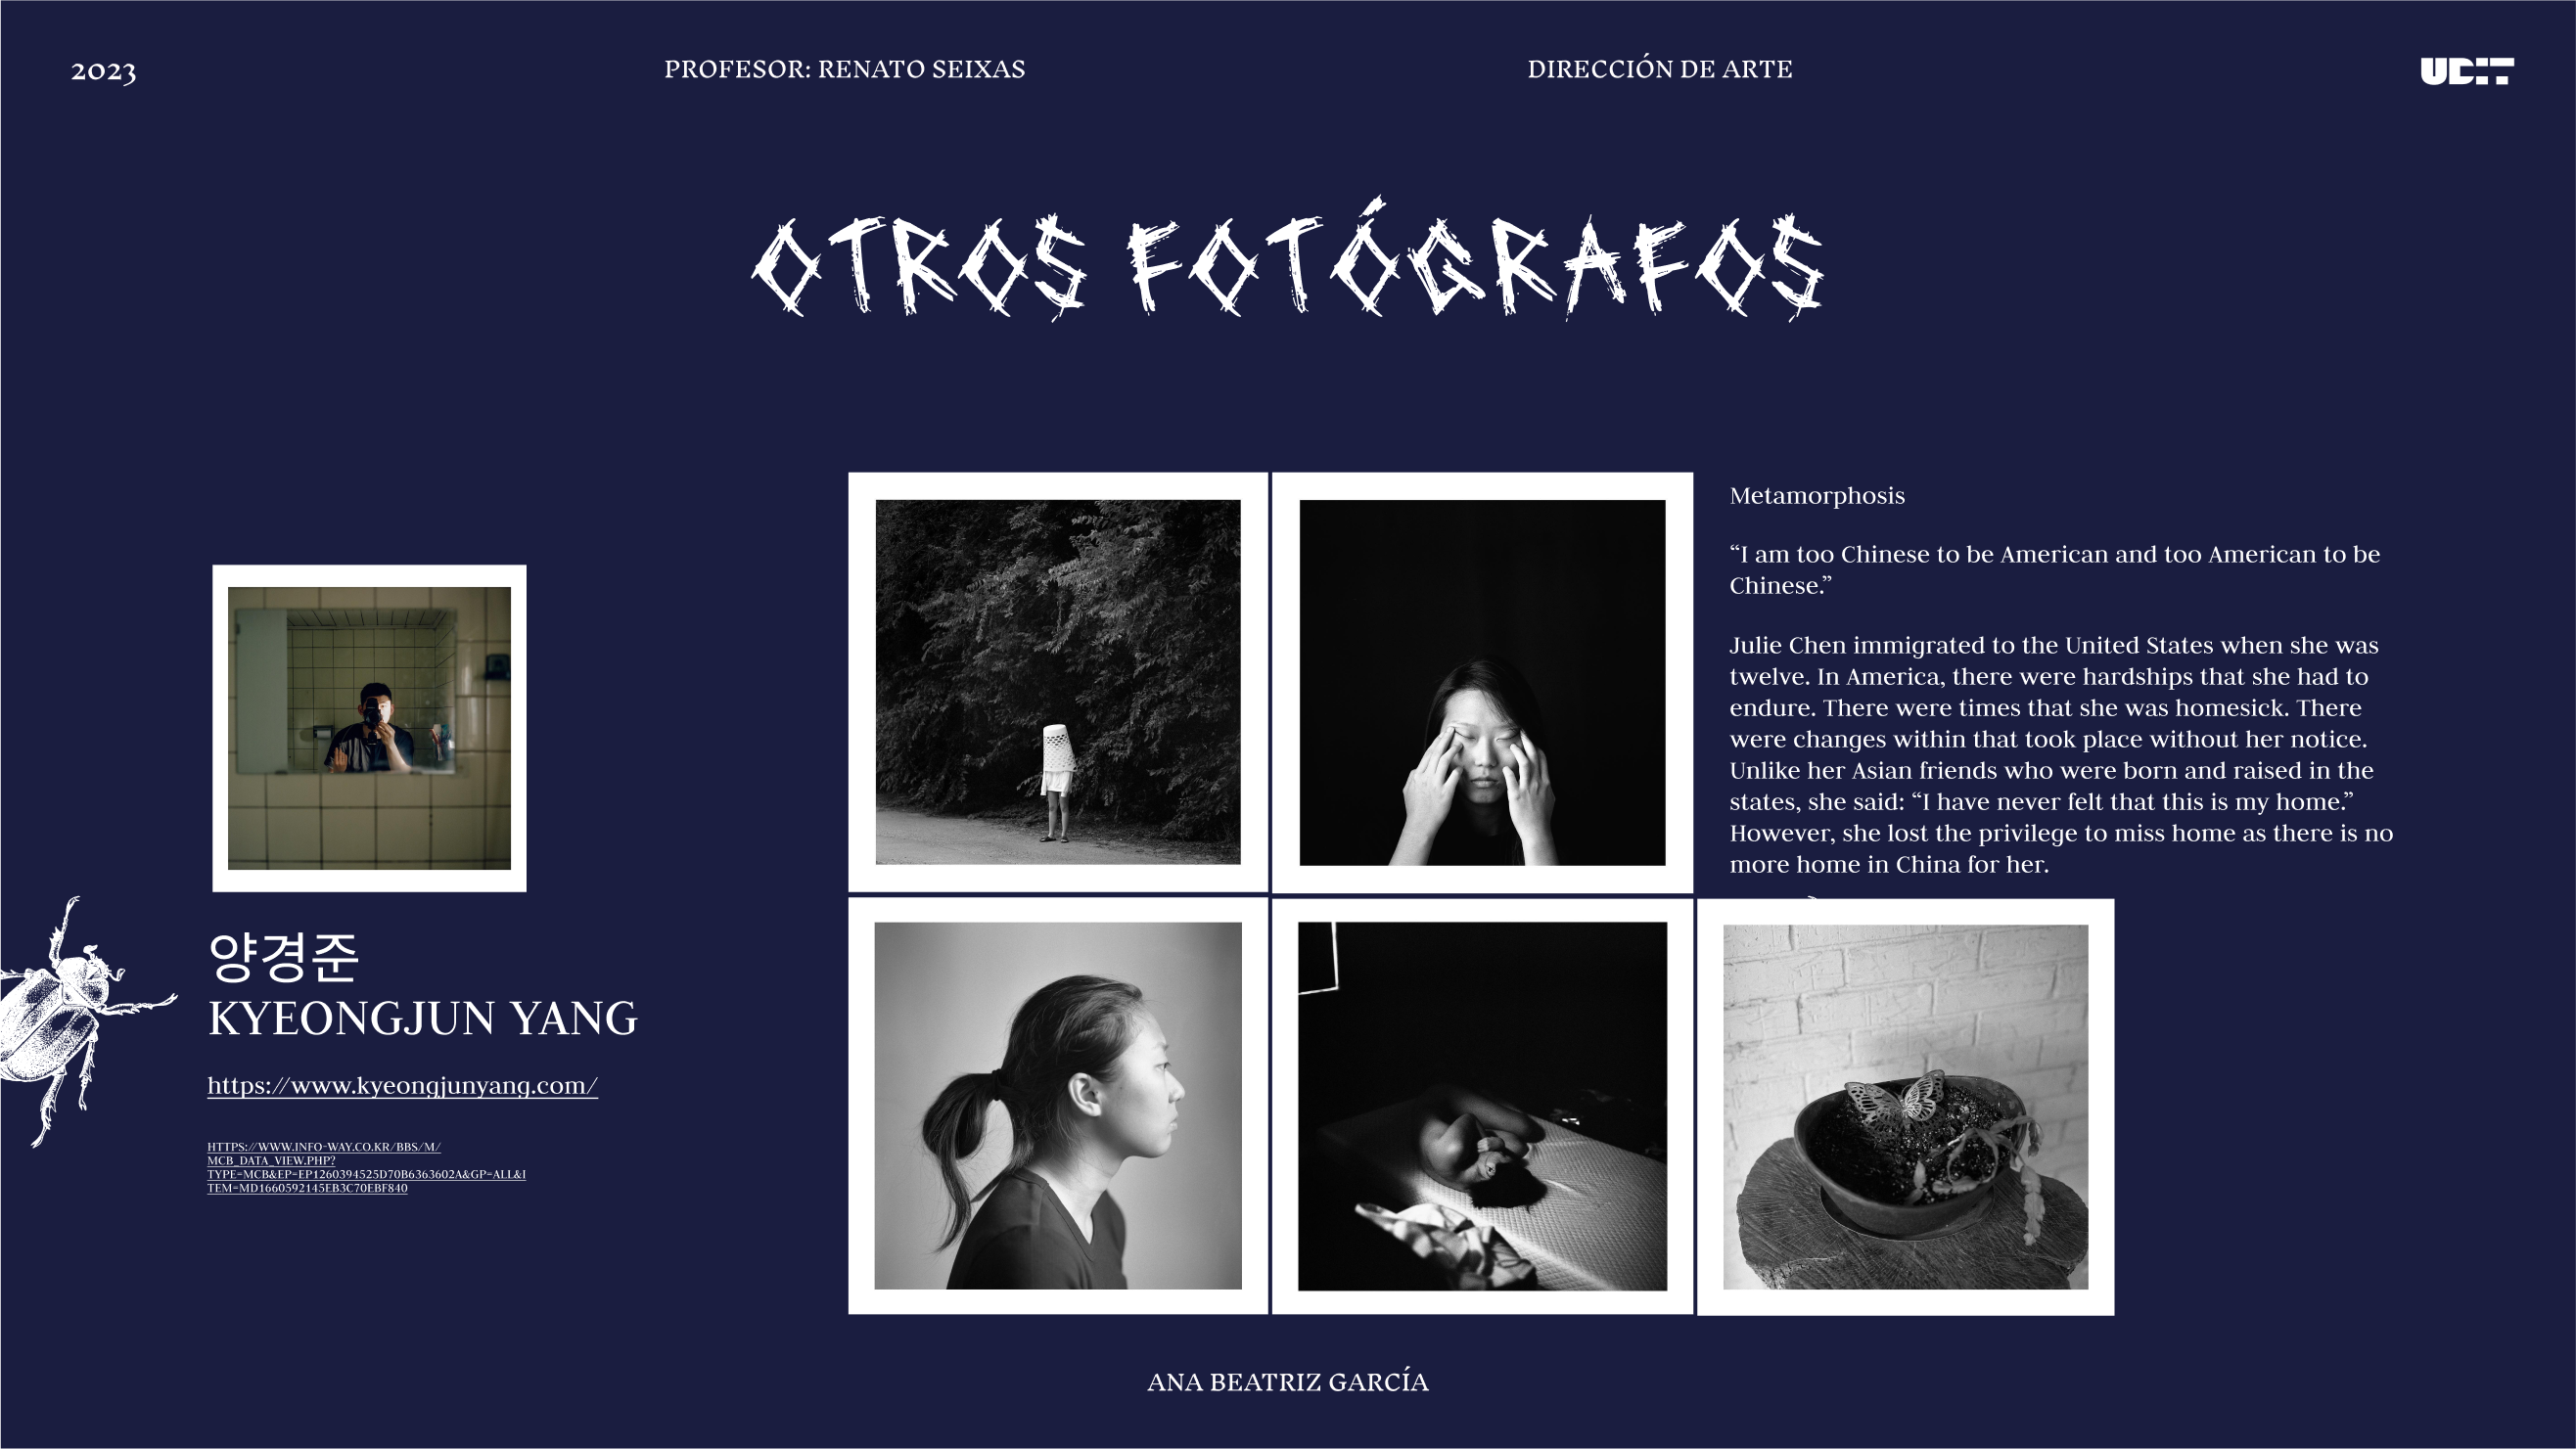 2023
PROFESOR: RENATO SEIXAS
DIRECCIÓN DE ARTE
UDIT
OTROS FOTÓGRAFOS
양경준
KYEONGJUN YANG
https://www.kyeongjunyang.com/
HTTPS://WWW.INFO-WAY.CO.KR/BBS/M/
MCB_DATA_VIEW.PHP?
TYPE=MCB&EP=EP1260394525D70B6363602A&GP=ALL&I
TEM=MD1660592145EB3C70EBF840
Metamorphosis
“I am too Chinese to be American and too American to be
Chinese.”
Julie Chen immigrated to the United States when she was
twelve. In America, there were hardships that she had to
endure. There were times that she was homesick. There
were changes within that took place without her notice.
Unlike her Asian friends who were born and raised in the
states, she said: “I have never felt that this is my home.”
However, she lost the privilege to miss home as there is no
more home in China for her.
ANA BEATRIZ GARCÍA